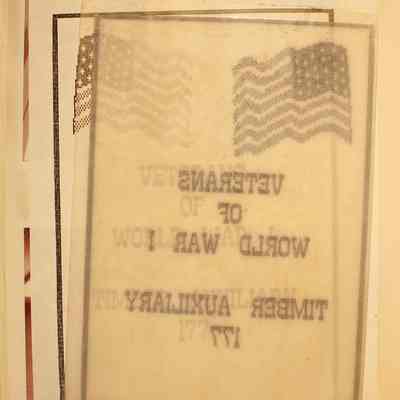 VETERANS
OF
WORLD WAR I
TIMBER AUXILIARY
177